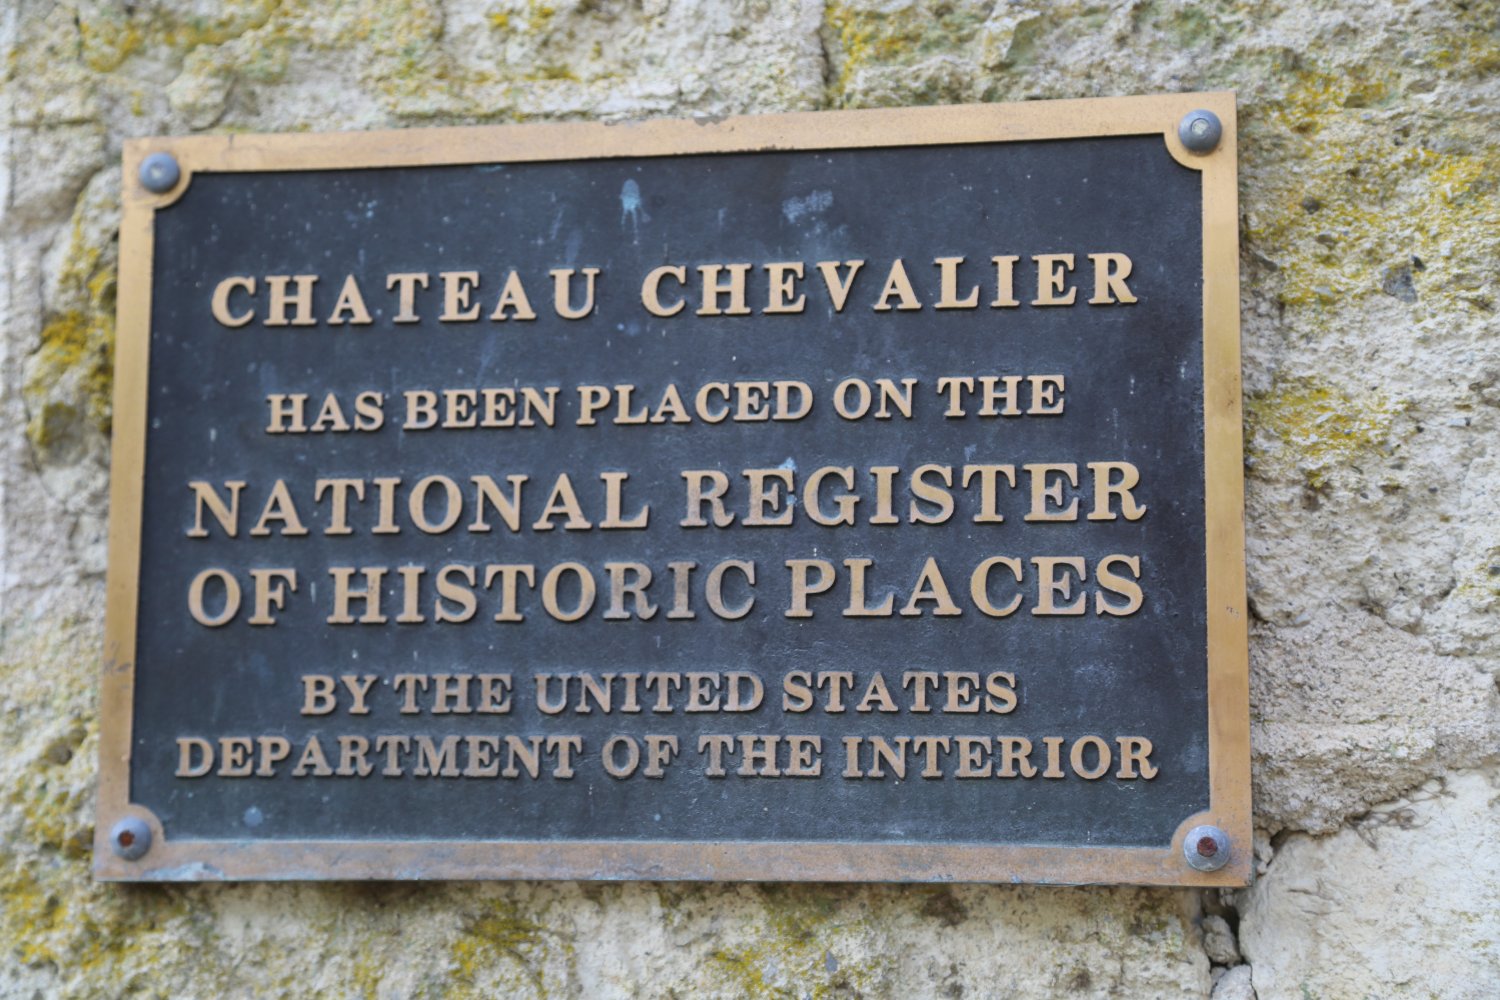 CHATEAU CHEVALIER
HAS BEEN PLACED ON THE
NATIONAL REGISTER
OF HISTORIC PLACES
BY THE UNITED STATES
DEPARTMENT OF THE INTERIOR